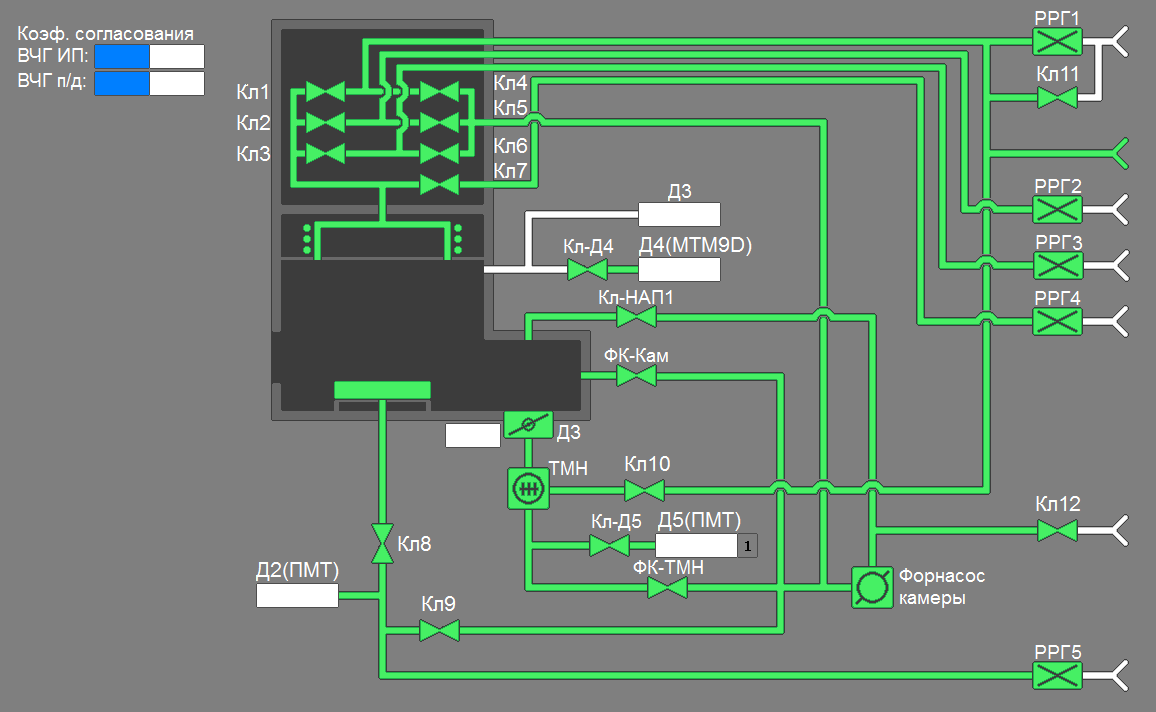 Коэф. согласования
ВЧГ ИП:
ВЧГ п/д:
РРГ1
Кл11
Кл1
Кл2
Кл3
Кл4
Кл5
Кл6
Кл7
РРГ2
РРГ3
РРГ4
Д3
Кл-Д4
Д4(МТМ9D)
Кл-НАП1
ФК-Кам
Д3
ТМН
Кл10
Кл12
Кл-Д5
Д5(ПМТ)
1
Кл8
ФК-ТМН
Форнасос
камеры
Д2(ПМТ)
Кл9
РРГ5